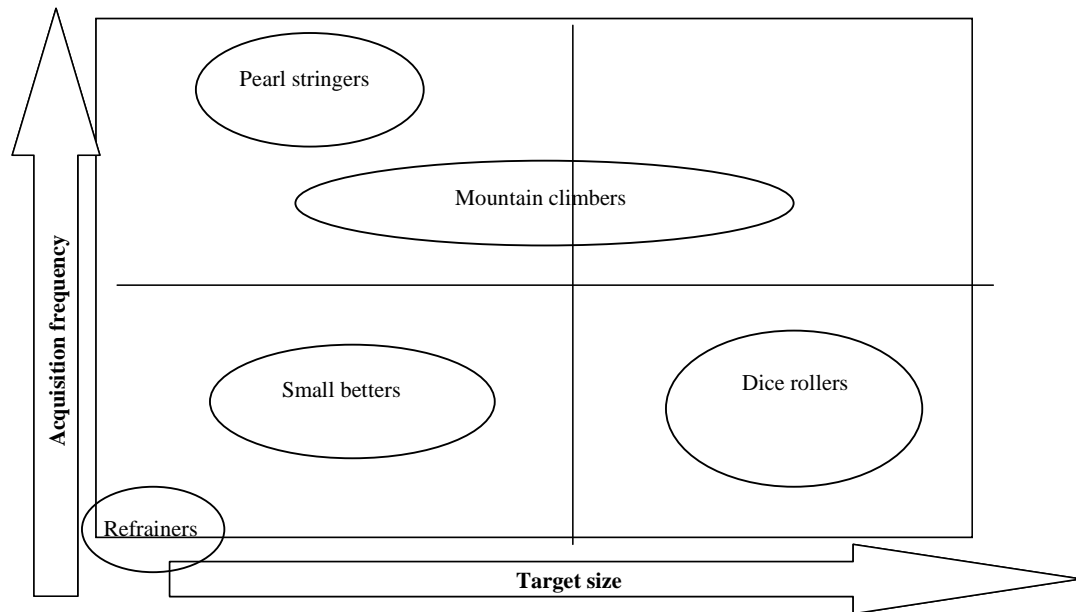 Pearl stringers
Mountain climbers
Acquisition frequency
Small betters
Dice rollers
Refrainers
Target size